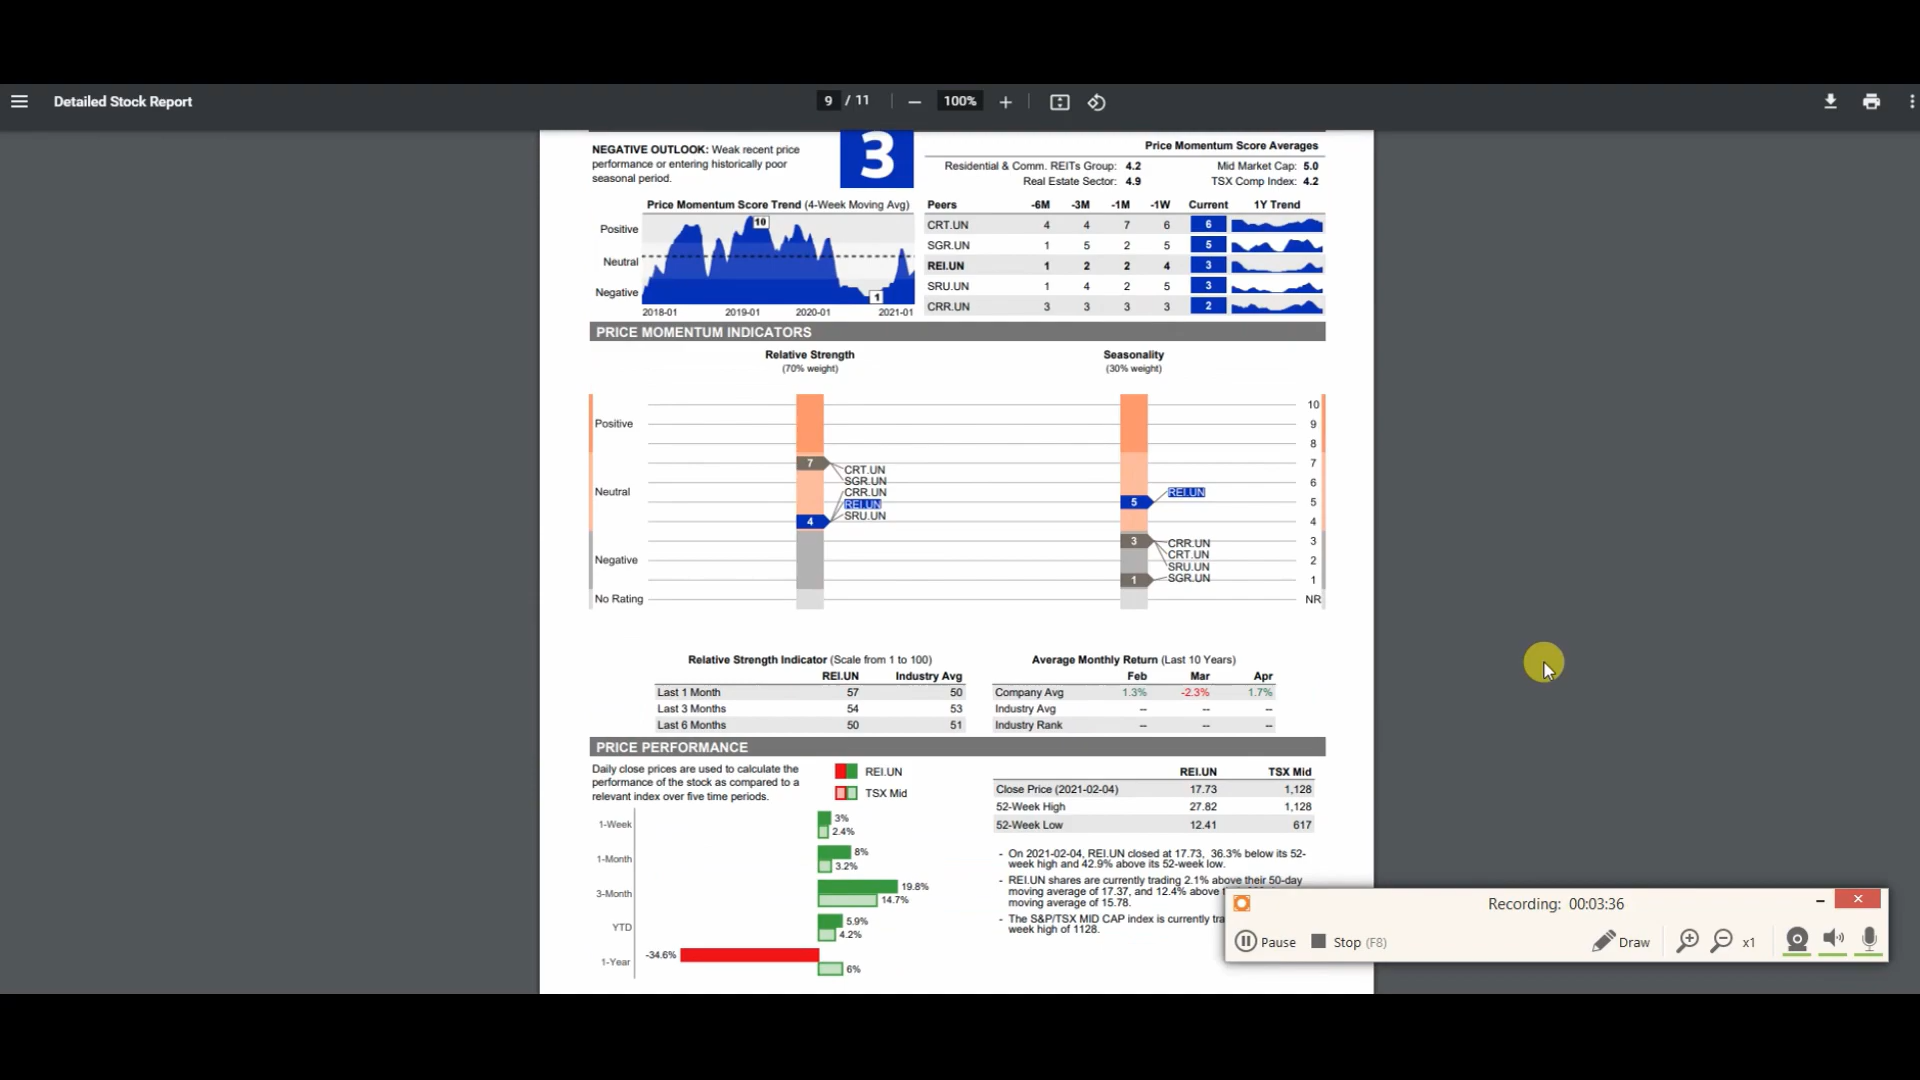 Detailed Stock Report
9 / 11
100%
NEGATIVE OUTLOOK: Weak recent price
performance or entering historically poor
seasonal period.
3
Price Momentum Score Averages
Residential & Comm. REITs Group: 4.2 Mid Market Cap: 5.0
Real Estate Sector: 4.9 TSX Comp Index: 4.2
Price Momentum Score Trend (4-Week Moving Avg)
Positive
Neutral
Negative
10
1
2018-01 2019-01 2020-01 2021-01
Peers -6M -3M -1M -1W Current 1Y Trend
CRT.UN 4 4 7 6 6
SGR.UN 1 5 2 5 5
REI.UN 1 2 2 4 3
SRU.UN 1 4 2 5 3
CRR.UN 3 3 3 3 2
PRICE MOMENTUM INDICATORS
Relative Strength
(70% weight)
Seasonality
(30% weight)
Positive
Neutral
Negative
No Rating
7
CRT.UN
SGR.UN
CRR.UN
REI.UN
SRU.UN
4
5
REI.UN
3
CRR.UN
CRT.UN
SRU.UN
SGR.UN
1
10
9
8
7
6
5
4
3
2
1
NR
Relative Strength Indicator (Scale from 1 to 100)
REI.UN Industry Avg
Last 1 Month 57 50
Last 3 Months 54 53
Last 6 Months 50 51
Average Monthly Return (Last 10 Years)
Feb Mar Apr
Company Avg 1.3% -2.3% 1.7%
Industry Avg -- -- --
Industry Rank -- -- --
PRICE PERFORMANCE
Daily close prices are used to calculate the
performance of the stock as compared to a
relevant index over five time periods.
REI.UN
TSX Mid
1-Week 3%
2.4%
1-Month 8%
3.2%
3-Month 19.8%
14.7%
YTD 5.9%
4.2%
1-Year -34.6%
6%
REI.UN TSX Mid
Close Price (2021-02-04) 17.73 1,128
52-Week High 27.82 1,128
52-Week Low 12.41 617
- On 2021-02-04, REI.UN closed at 17.73, 36.3% below its 52-
week high and 42.9% above its 52-week low.
- REI.UN shares are currently trading 2.1% above their 50-day
moving average of 17.37, and 12.4% above
moving average of 15.78.
- The S&P/TSX MID CAP index is currently
week high of 1128.
Recording: 00:03:36
Pause Stop (F8) Draw x1